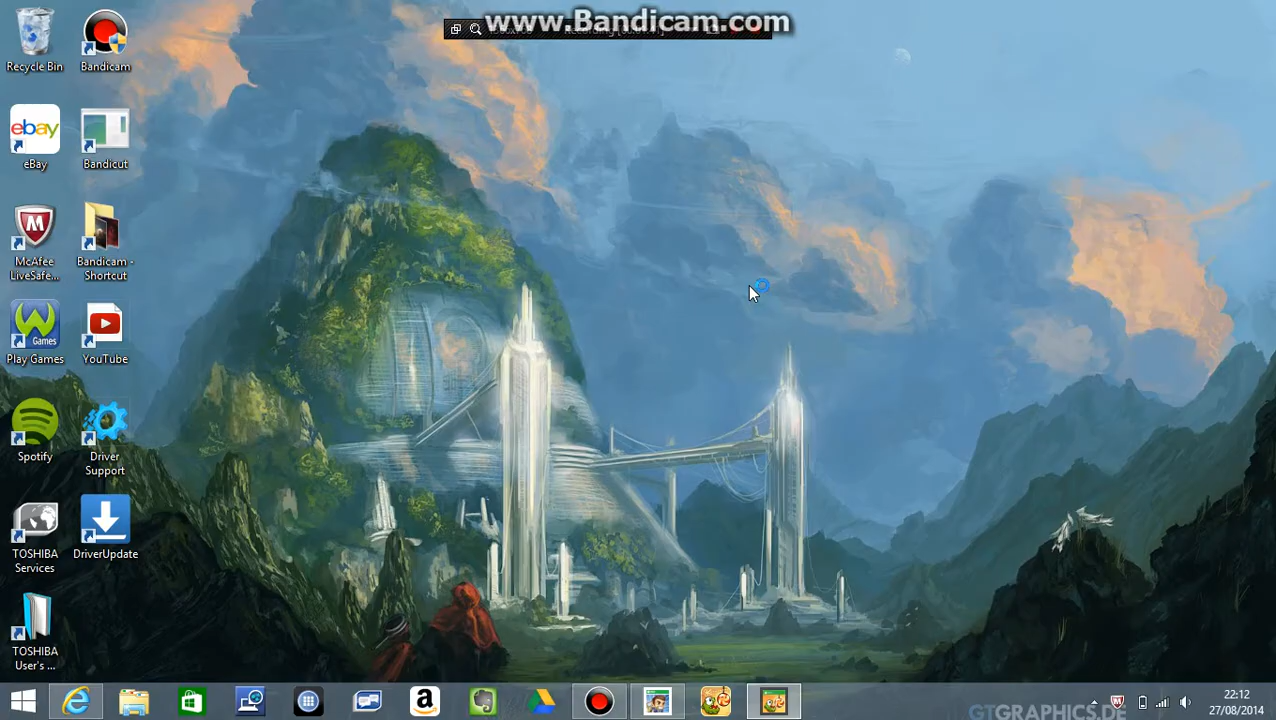 www.Bandicam.com
Recycle Bin
Bandicam
ebay
eBay
Bandicut
McAfee
LiveSafe...
Bandicam -
Shortcut
Games
Play Games
YouTube
Spotify
Driver
Support
TOSHIBA
Services
DriverUpdate
TOSHIBA
User's ...
a
22:12
27/08/2014
GTGRAPHICS.DE